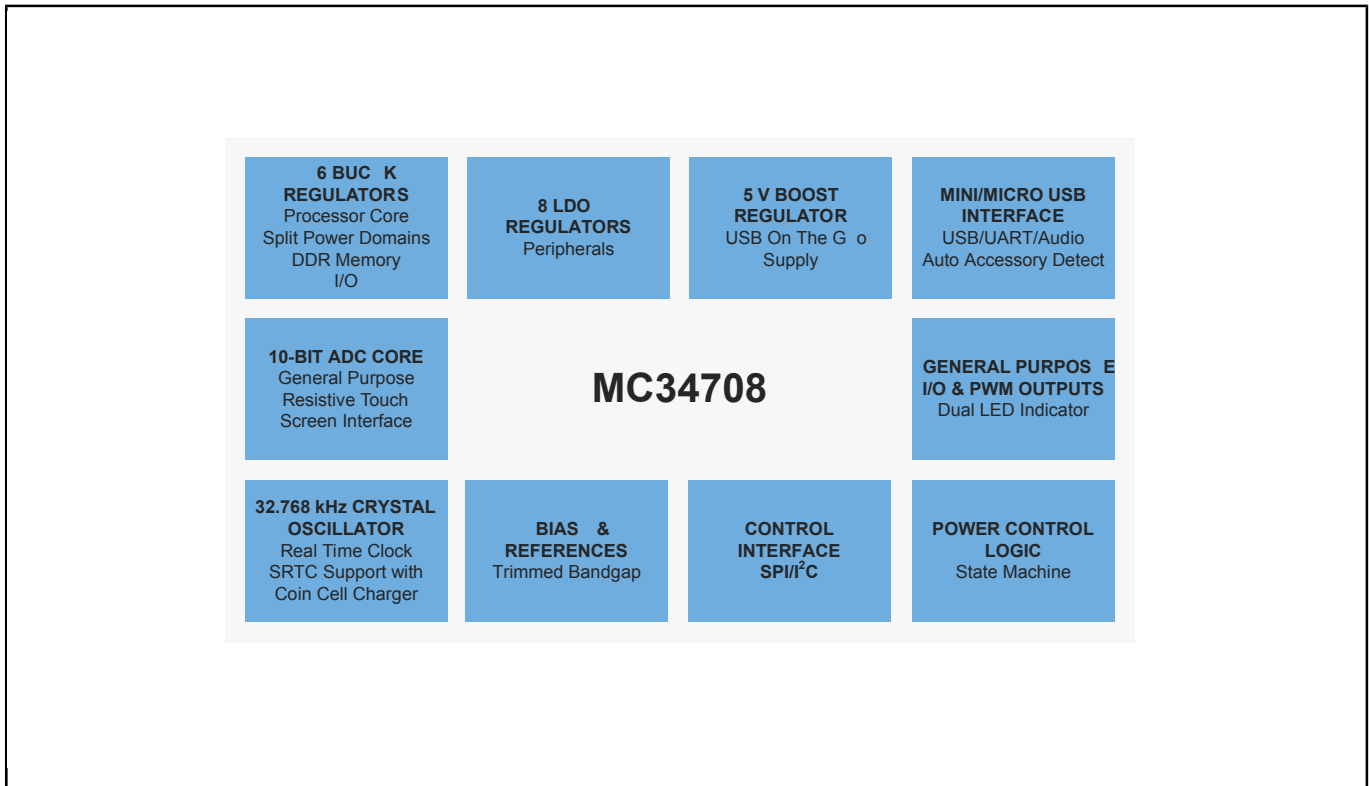 6 BUC K
REGULATORS
Processor Core
Split Power Domains
DDR Memory
I/O
8 LDO
REGULATORS
Peripherals
5 V BOOST
REGULATOR
USB On The G o
Supply
MINI/MICRO USB
INTERFACE
USB/UART/Audio
Auto Accessory Detect
10-BIT ADC CORE
General Purpose
Resistive Touch
Screen Interface
MC34708
GENERAL PURPOS E
I/O & PWM OUTPUTS
Dual LED Indicator
32.768 kHz CRYSTAL
OSCILLATOR
Real Time Clock
SRTC Support with
Coin Cell Charger
BIAS &
REFERENCES
Trimmed Bandgap
CONTROL
INTERFACE
SPI/I²C
POWER CONTROL
LOGIC
State Machine